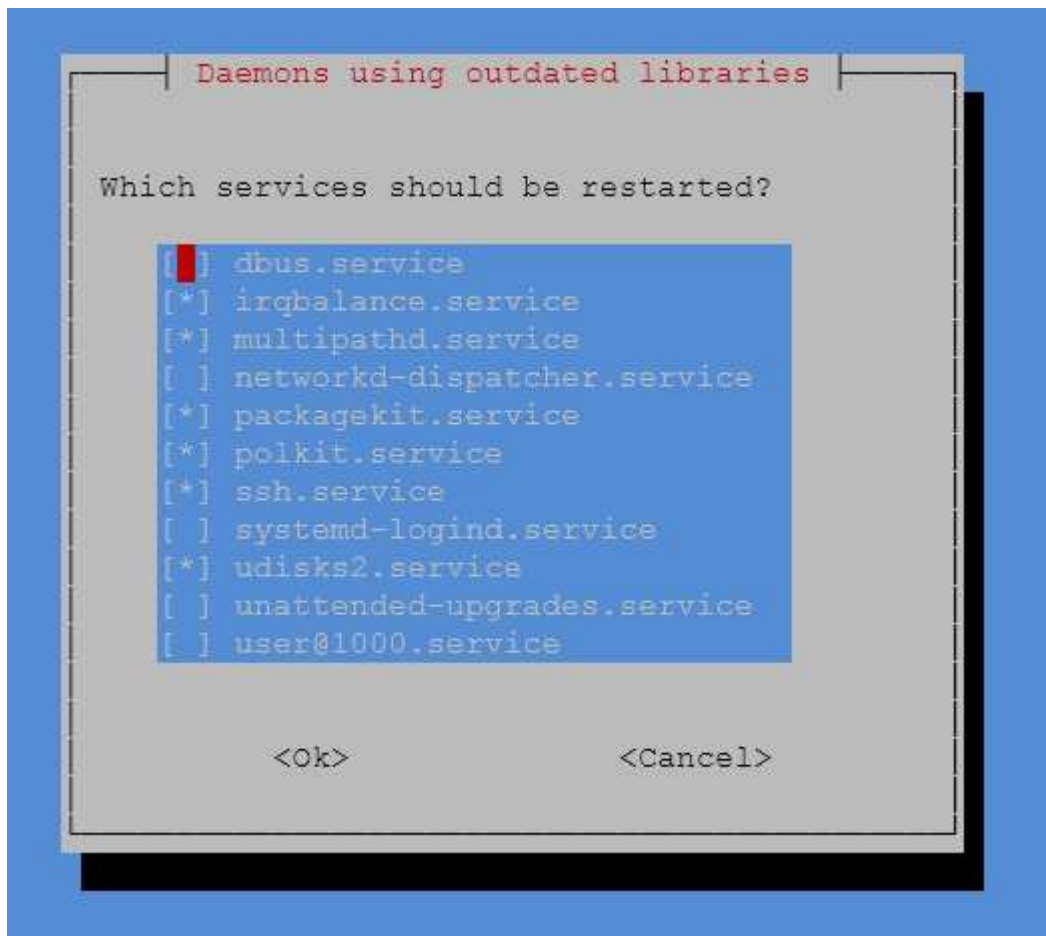 Daemons using outdated libraries
Which services should be restarted?
[ ] dbus.service
[*] irqbalance.service
[*] multipathd.service
[ ] networkd-dispatcher.service
[*] packagekit.service
[*] polkit.service
[*] ssh.service
[ ] systemd-logind.service
[*] udisks2.service
[ ] unattended-upgrades.service
[ ] user@1000.service
<Ok> <Cancel>